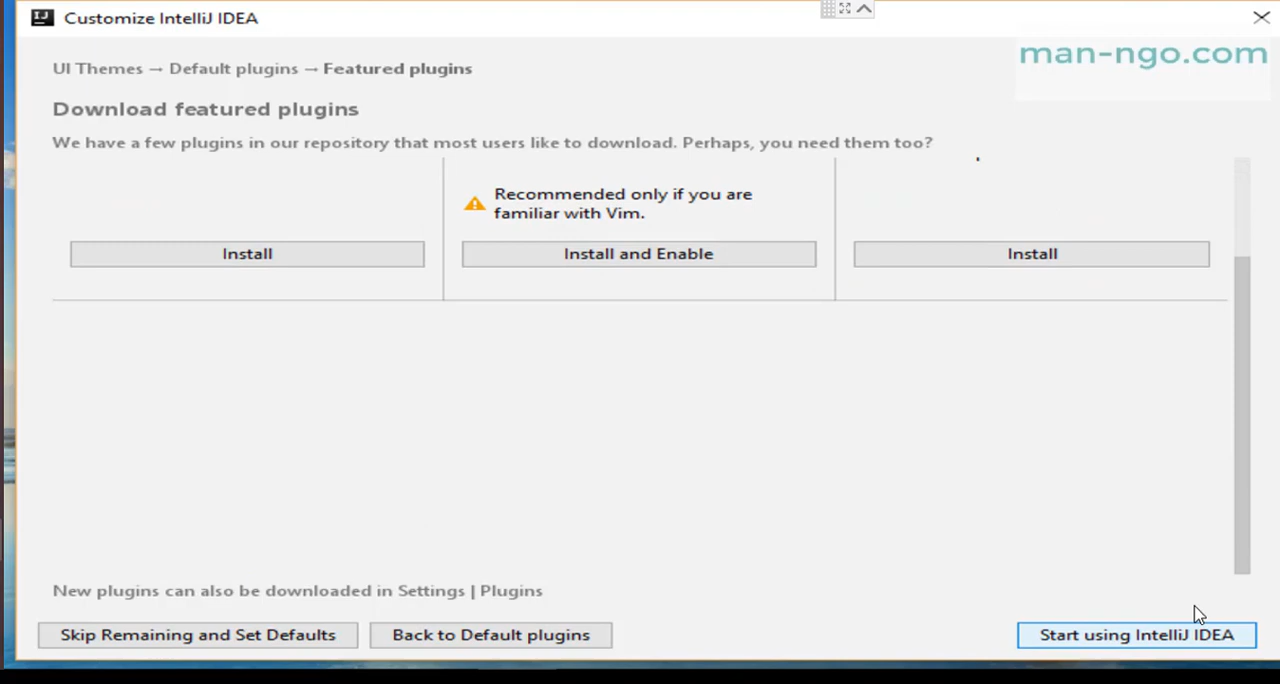 IJ
Customize IntelliJ IDEA
man-ngo.com
UI Themes → Default plugins → Featured plugins
Download featured plugins
We have a few plugins in our repository that most users like to download. Perhaps, you need them too?
Recommended only if you are
familiar with Vim.
Install
Install and Enable
Install
New plugins can also be downloaded in Settings | Plugins
Skip Remaining and Set Defaults
Back to Default plugins
Start using IntelliJ IDEA